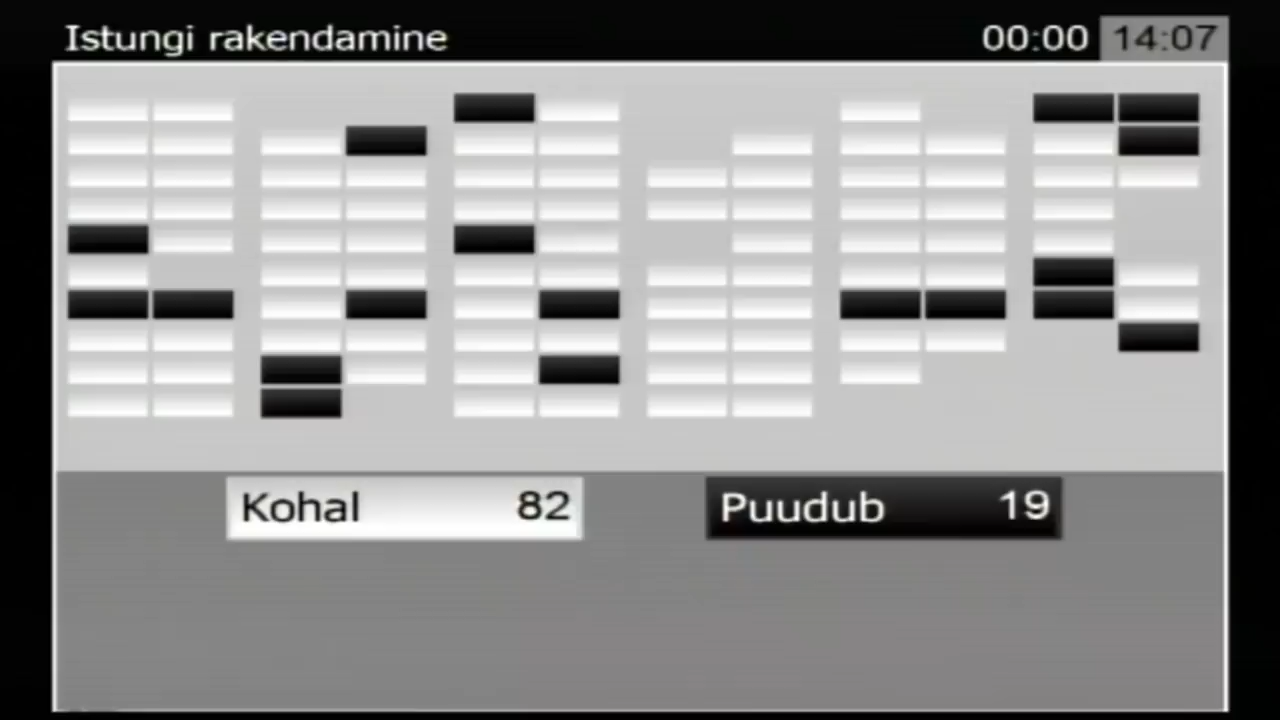 Istungi rakendamine 00:00 14:07
Kohal 82 Puudub 19